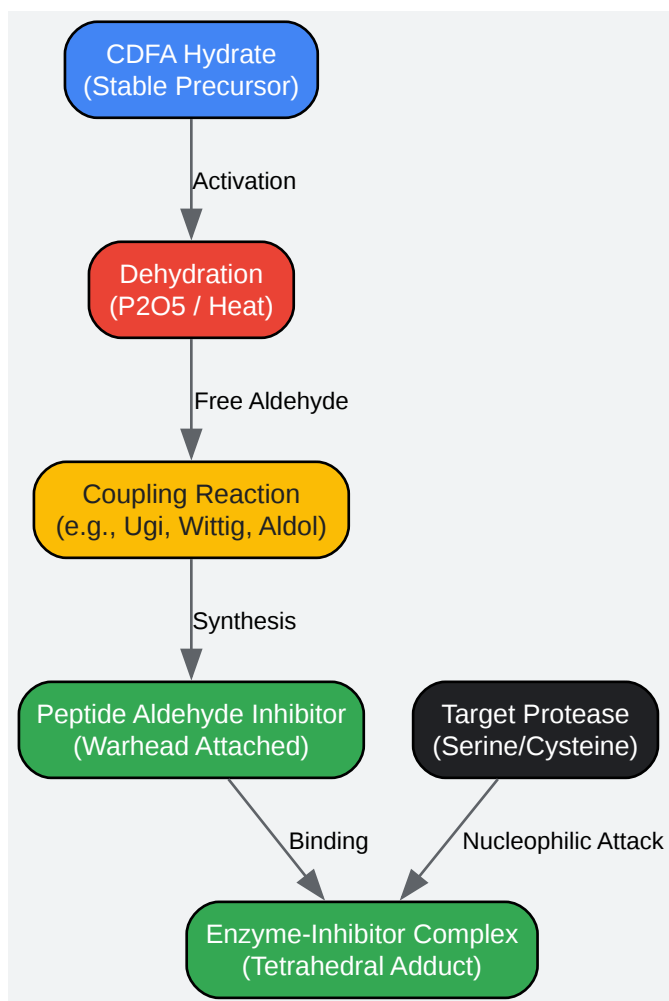 CDFA Hydrate
(Stable Precursor)
Activation
Dehydration
(P2O5 / Heat)
Free Aldehyde
Coupling Reaction
(e.g., Ugi, Wittig, Aldol)
Synthesis
Peptide Aldehyde Inhibitor
(Warhead Attached)
Target Protease
(Serine/Cysteine)
Binding
Nucleophilic Attack
Enzyme-Inhibitor Complex
(Tetrahedral Adduct)